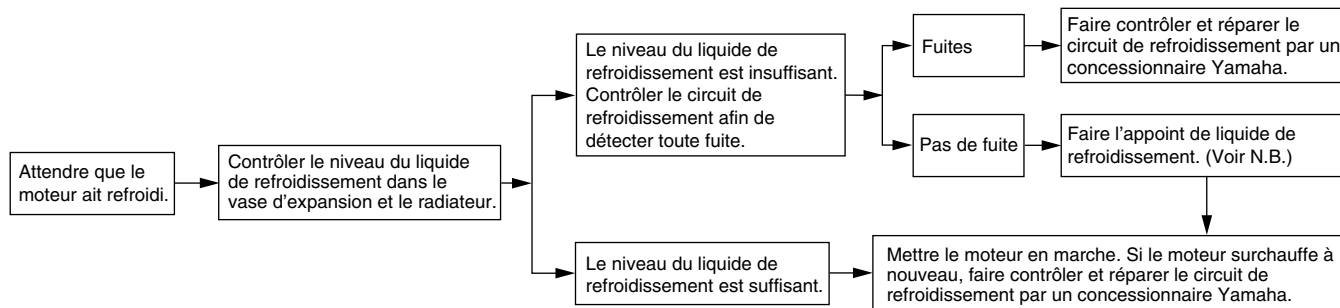 Attendre que le
moteur ait refroidi.
Contrôler le niveau du liquide
de refroidissement dans le
vase d'expansion et le radiateur.
Le niveau du liquide de
refroidissement est insuffisant.
Contrôler le circuit de
refroidissement afin de
détecter toute fuite.
Fuites
Faire contrôler et réparer le
circuit de refroidissement par un
concessionnaire Yamaha.
Pas de fuite
Faire l'appoint de liquide de
refroidissement. (Voir N.B.)
Le niveau du liquide de
refroidissement est suffisant.
Mettre le moteur en marche. Si le moteur surchauffe à
nouveau, faire contrôler et réparer le circuit de
refroidissement par un concessionnaire Yamaha.